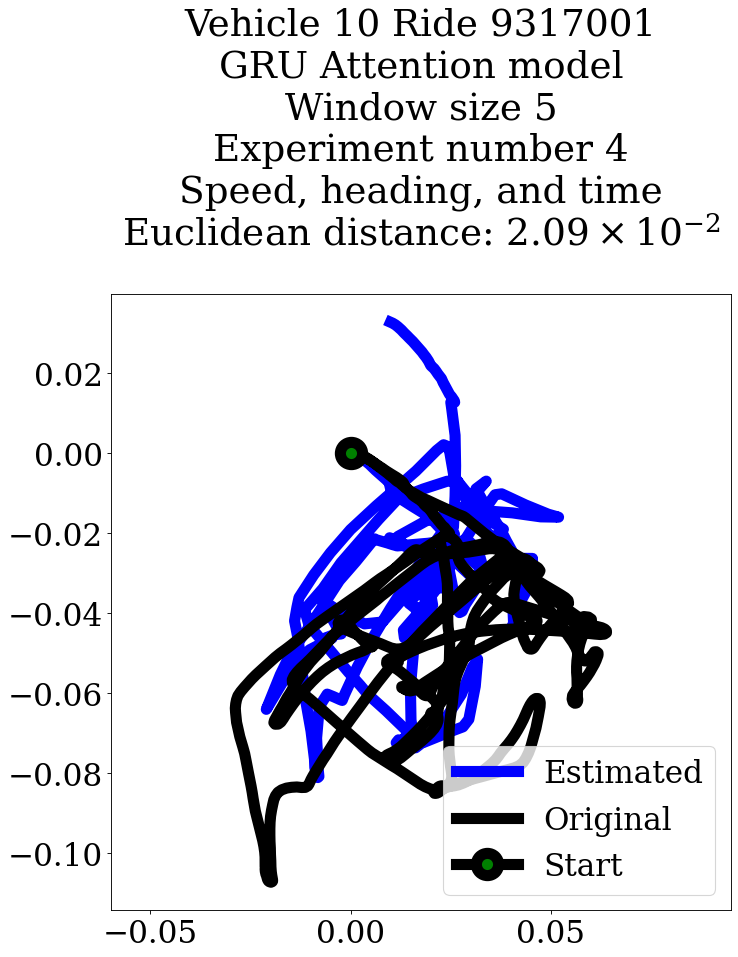 Vehicle 10 Ride 9317001
GRU Attention model
Window size 5
Experiment number 4
Speed, heading, and time
Euclidean distance: 2.09 × 10⁻²
0.02
0.00
−0.02
−0.04
−0.06
−0.08
−0.10
−0.05
0.00
0.05
Estimated
Original
Start